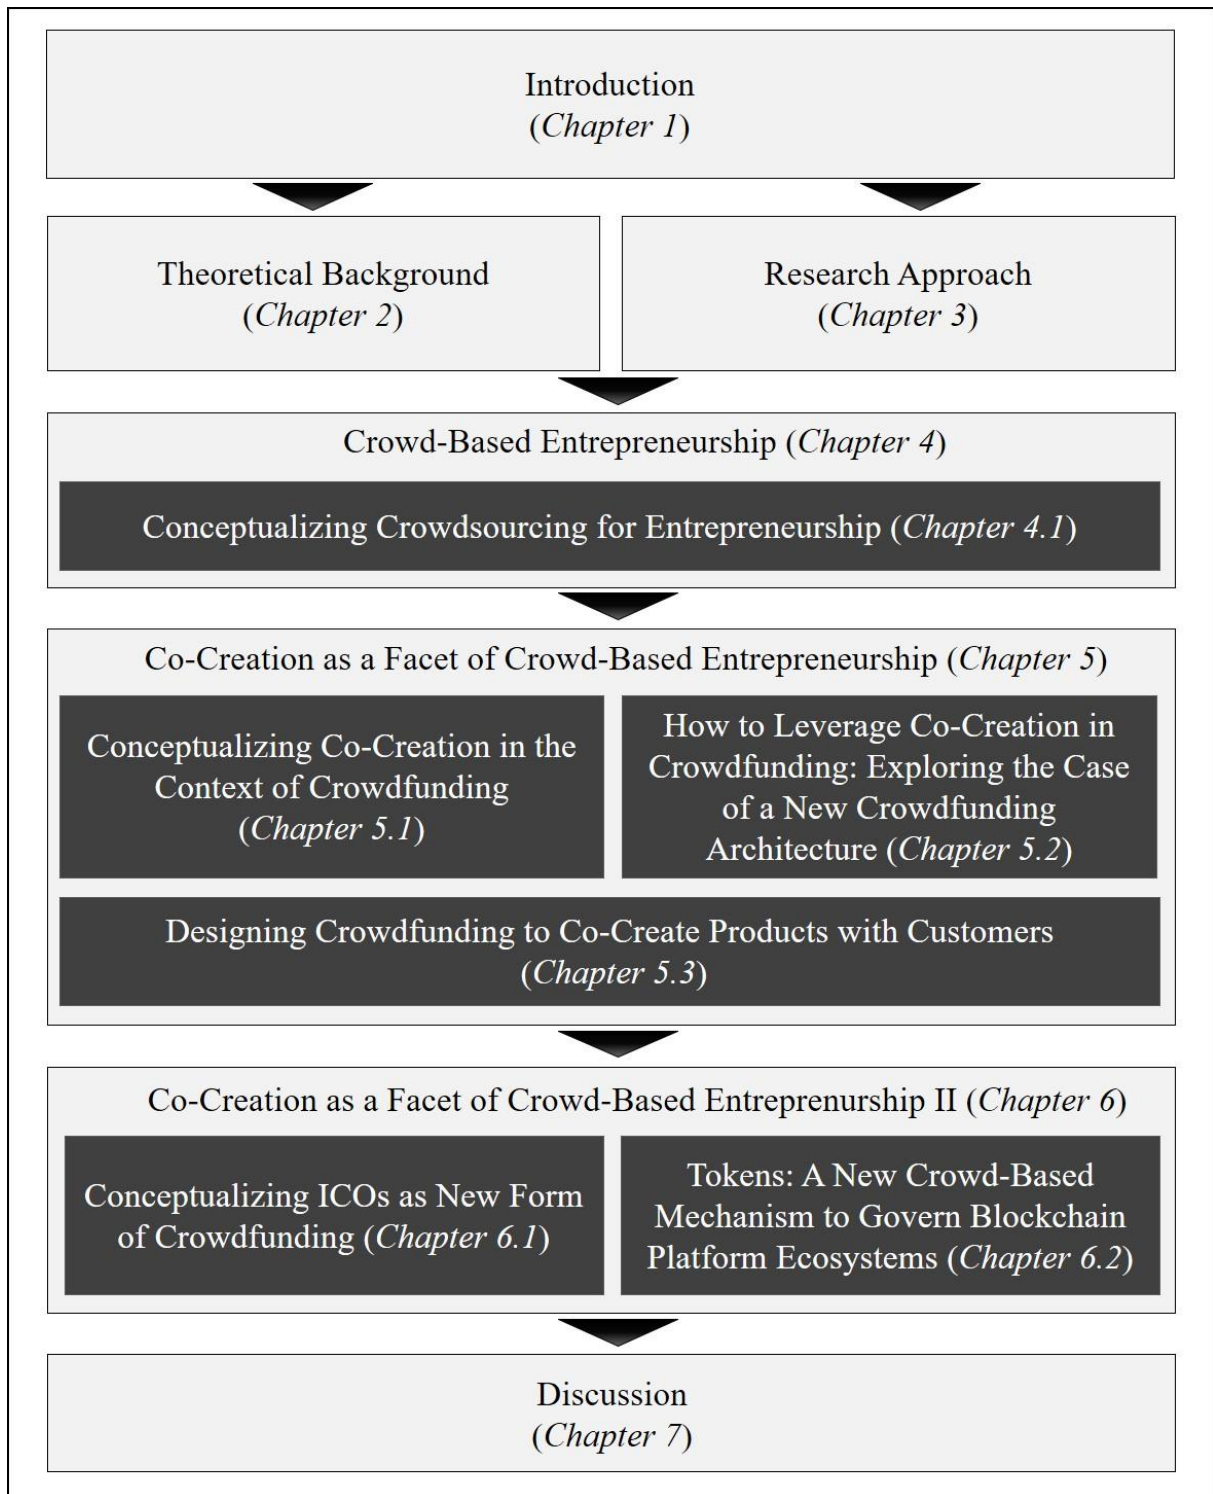 Introduction
(Chapter 1)
Theoretical Background
(Chapter 2)
Research Approach
(Chapter 3)
Crowd-Based Entrepreneurship (Chapter 4)
Conceptualizing Crowdsourcing for Entrepreneurship (Chapter 4.1)
Co-Creation as a Facet of Crowd-Based Entrepreneurship (Chapter 5)
Conceptualizing Co-Creation in the
Context of Crowdfunding
(Chapter 5.1)
How to Leverage Co-Creation in
Crowdfunding: Exploring the Case
of a New Crowdfunding
Architecture (Chapter 5.2)
Designing Crowdfunding to Co-Create Products with Customers
(Chapter 5.3)
Co-Creation as a Facet of Crowd-Based Entreprenurship II (Chapter 6)
Conceptualizing ICOs as New Form
of Crowdfunding (Chapter 6.1)
Tokens: A New Crowd-Based
Mechanism to Govern Blockchain
Platform Ecosystems (Chapter 6.2)
Discussion
(Chapter 7)